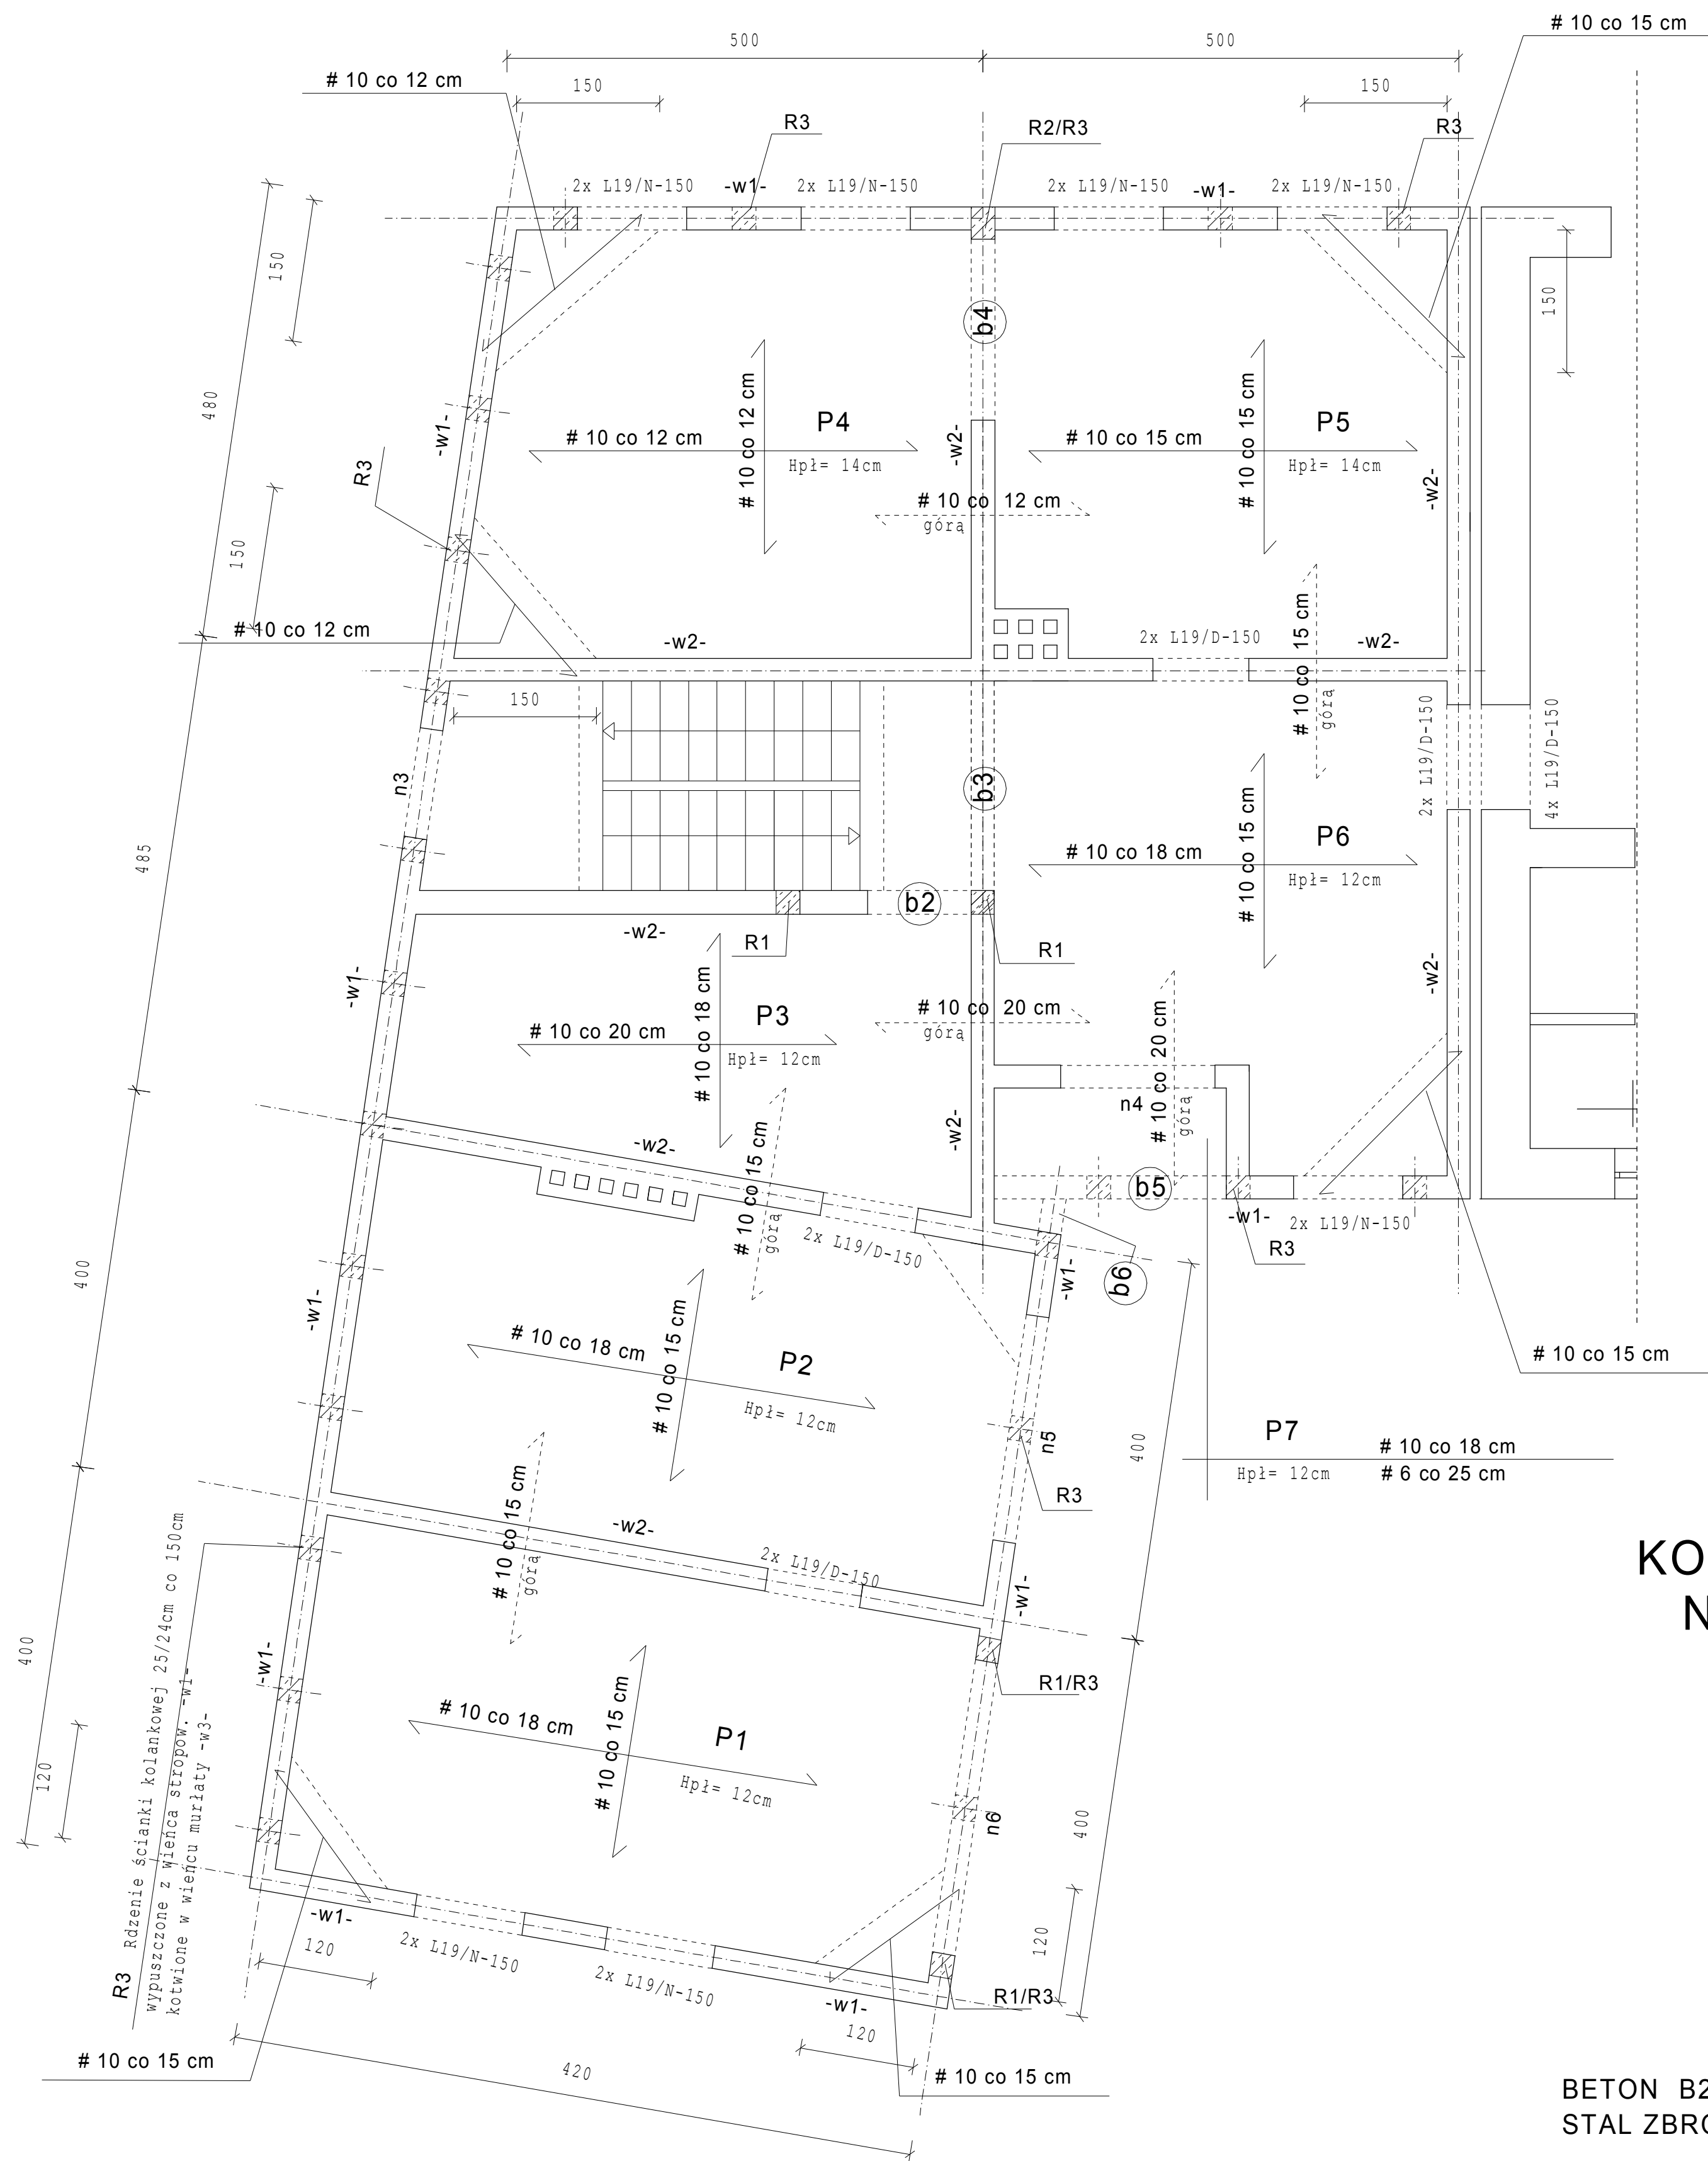 500
500
# 10 co 15 cm
# 10 co 12 cm
150
150
R3
R2/R3
R3
2x L19/N-150
-w1-
2x L19/N-150
2x L19/N-150
-w1-
2x L19/N-150
150
150
b4
480
-w1-
# 10 co 12 cm
P4
# 10 co 12 cm
Hpł= 14cm
-w2-
# 10 co 15 cm
P5
# 10 co 15 cm
Hpł= 14cm
-w2-
R3
# 10 co 12 cm
górą
150
# 10 co 12 cm
-w2-
2x L19/D-150
-w2-
# 10 co 15 cm
górą
150
n3
b3
2x L19/D-150
4x L19/D-150
485
# 10 co 15 cm
P6
# 10 co 18 cm
Hpł= 12cm
b2
-w2-
R1
R1
-w1-
-w2-
# 10 co 18 cm
P3
# 10 co 20 cm
Hpł= 12cm
# 10 co 20 cm
górą
# 10 co 20 cm
górą
n4
-w2-
-w2-
# 10 co 15 cm
górą
b5
-w1-
2x L19/N-150
R3
2x L19/D-150
b6
-w1-
400
-w1-
# 10 co 18 cm
# 10 co 15 cm
P2
Hpł= 12cm
# 10 co 15 cm
400
n5
R3
P7
# 10 co 18 cm
Hpł= 12cm
# 6 co 25 cm
# 10 co 15 cm
górą
-w2-
2x L19/D-150
-w1-
KO
N
400
-w1-
R1/R3
# 10 co 18 cm
# 10 co 15 cm
P1
Hpł= 12cm
120
n6
400
R3 Rdzenie ścianki kolankowej 25/24cm co 150cm
wypuszczone z wieńca stropow. -w1-
kotwione w wieńcu murłaty -w3-
-w1-
120
2x L19/N-150
2x L19/N-150
-w1-
120
120
R1/R3
# 10 co 15 cm
420
# 10 co 15 cm
BETON B2
STAL ZBRO